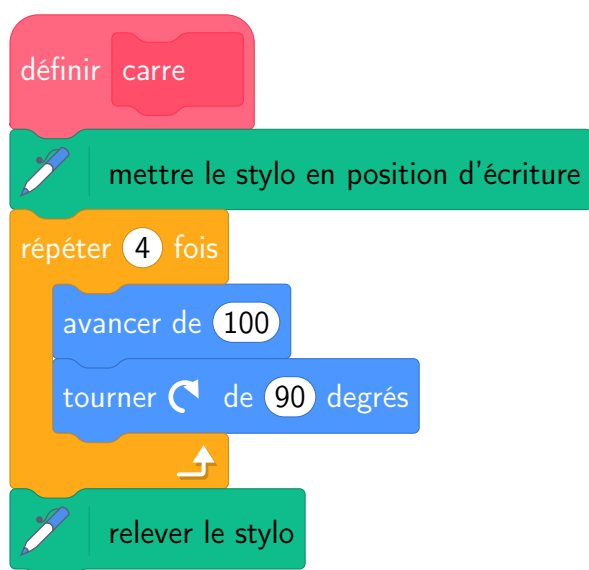 définir carre
mettre le stylo en position d'écriture
répéter 4 fois
avancer de 100
tourner de 90 degrés
relever le stylo